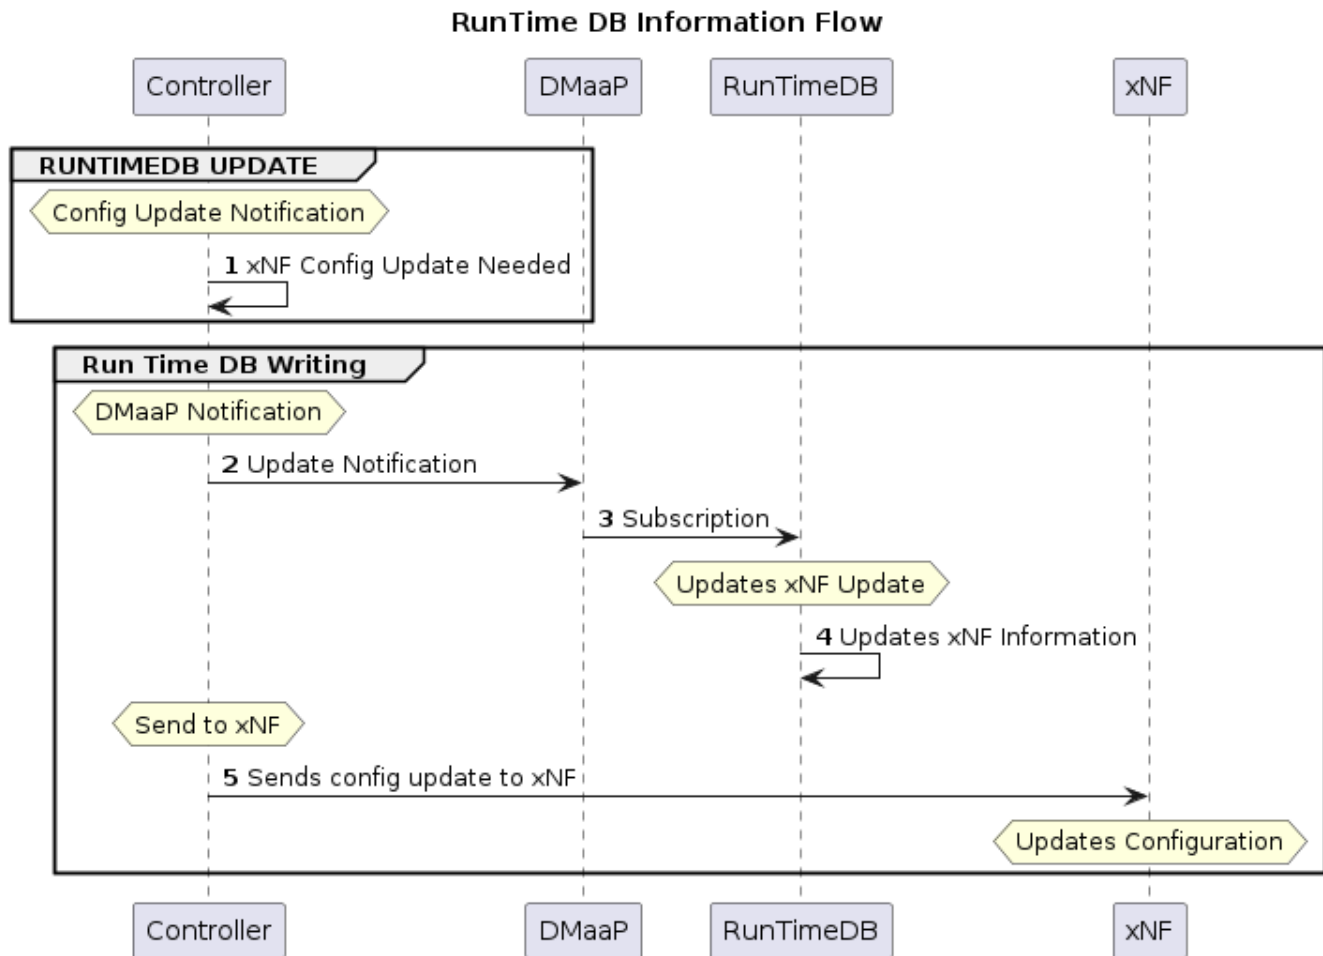 RunTime DB Information Flow
Controller
DMaaP
RunTimeDB
xNF
RUNTIMEDB UPDATE
Config Update Notification
1 xNF Config Update Needed
Run Time DB Writing
DMaaP Notification
2 Update Notification
3 Subscription
Updates xNF Update
4 Updates xNF Information
Send to xNF
5 Sends config update to xNF
Updates Configuration
Controller
DMaaP
RunTimeDB
xNF